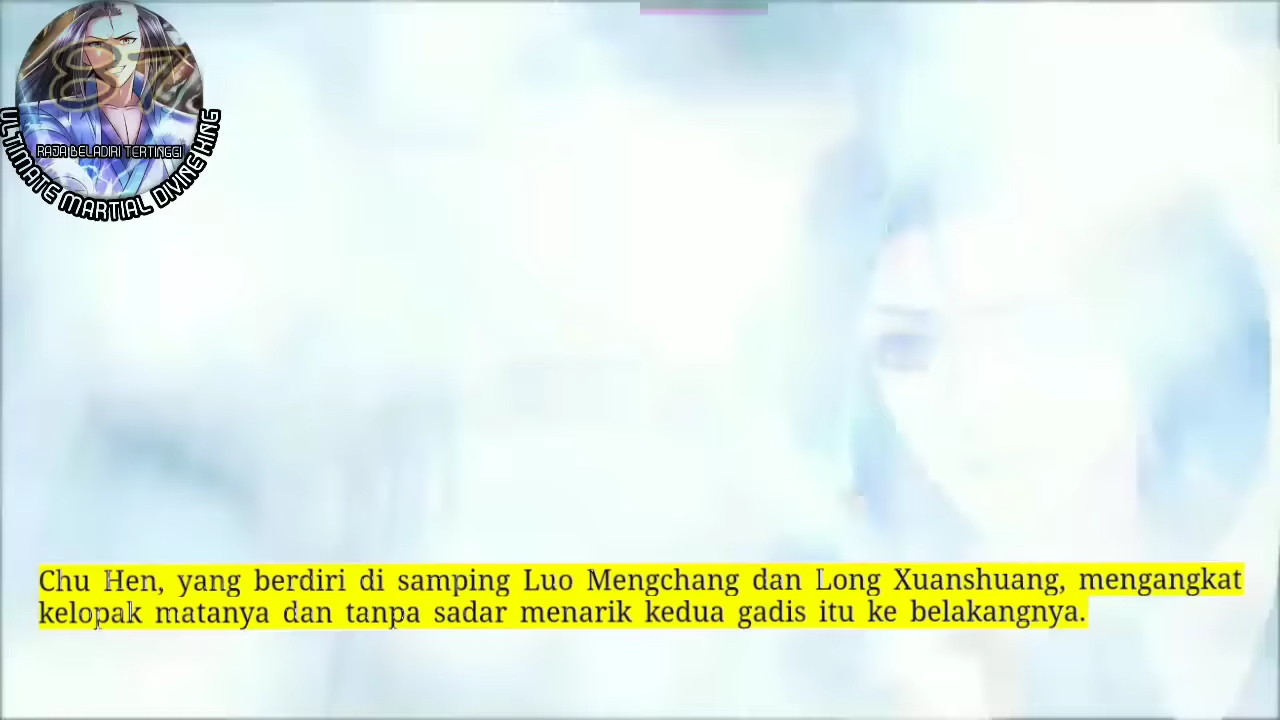 RAJA BELADIRI TERTINGGI
ULTIMATE MARTIAL DIVINE KING
Chu Hen, yang berdiri di samping Luo Mengchang dan Long Xuanshuang, mengangkat
kelopak matanya dan tanpa sadar menarik kedua gadis itu ke belakangnya.